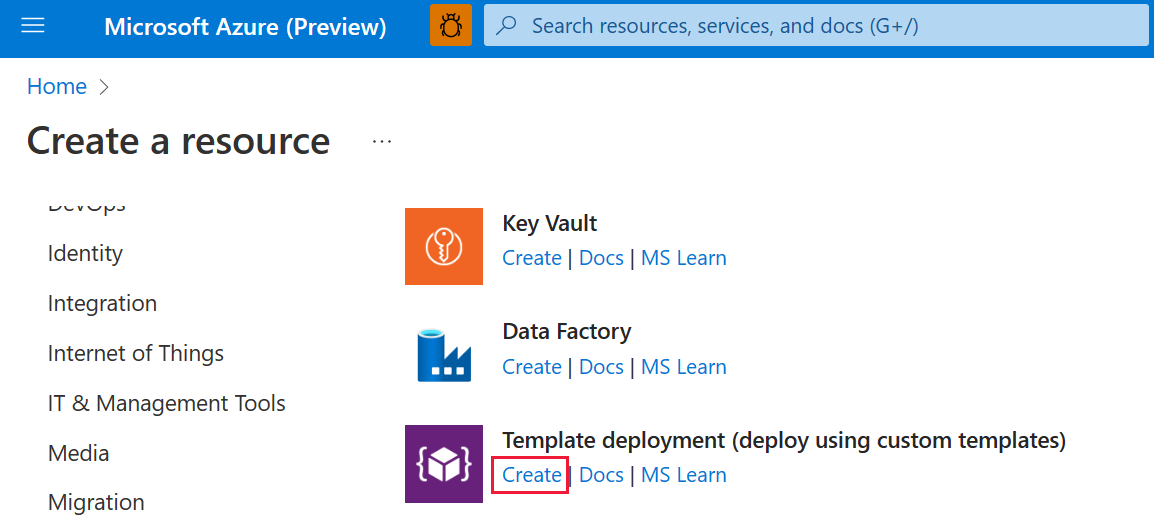 Microsoft Azure (Preview)
Search resources, services, and docs (G+/)
Home >
Create a resource ...
DevOps
Identity
Integration
Internet of Things
IT & Management Tools
Media
Migration
Key Vault
Create | Docs | MS Learn
Data Factory
Create | Docs | MS Learn
Template deployment (deploy using custom templates)
Create | Docs | MS Learn